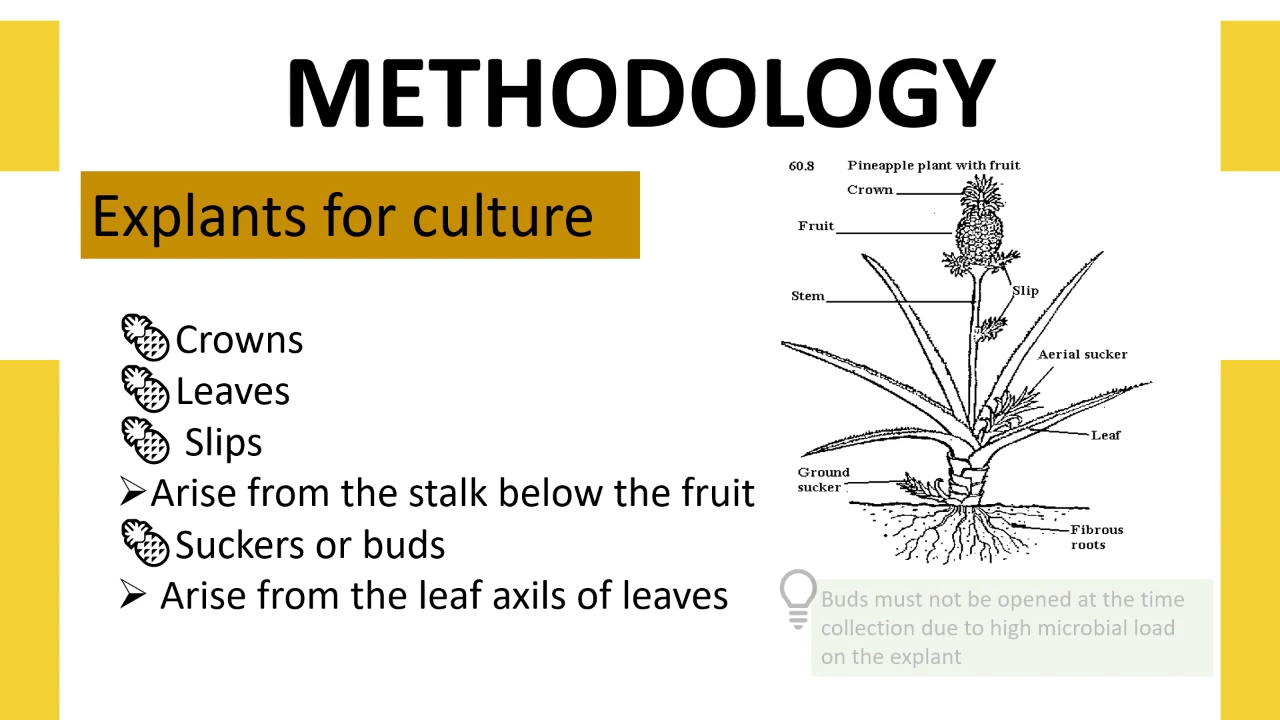 METHODOLOGY
Explants for culture
Crowns
Leaves
Slips
Arise from the stalk below the fruit
Suckers or buds
Arise from the leaf axils of leaves
60.8 Pineapple plant with fruit
Crown
Fruit
Stem
Slip
Aerial sucker
Leaf
Ground
sucker
Fibrous
roots
Buds must not be opened at the time
collection due to high microbial load
on the explant